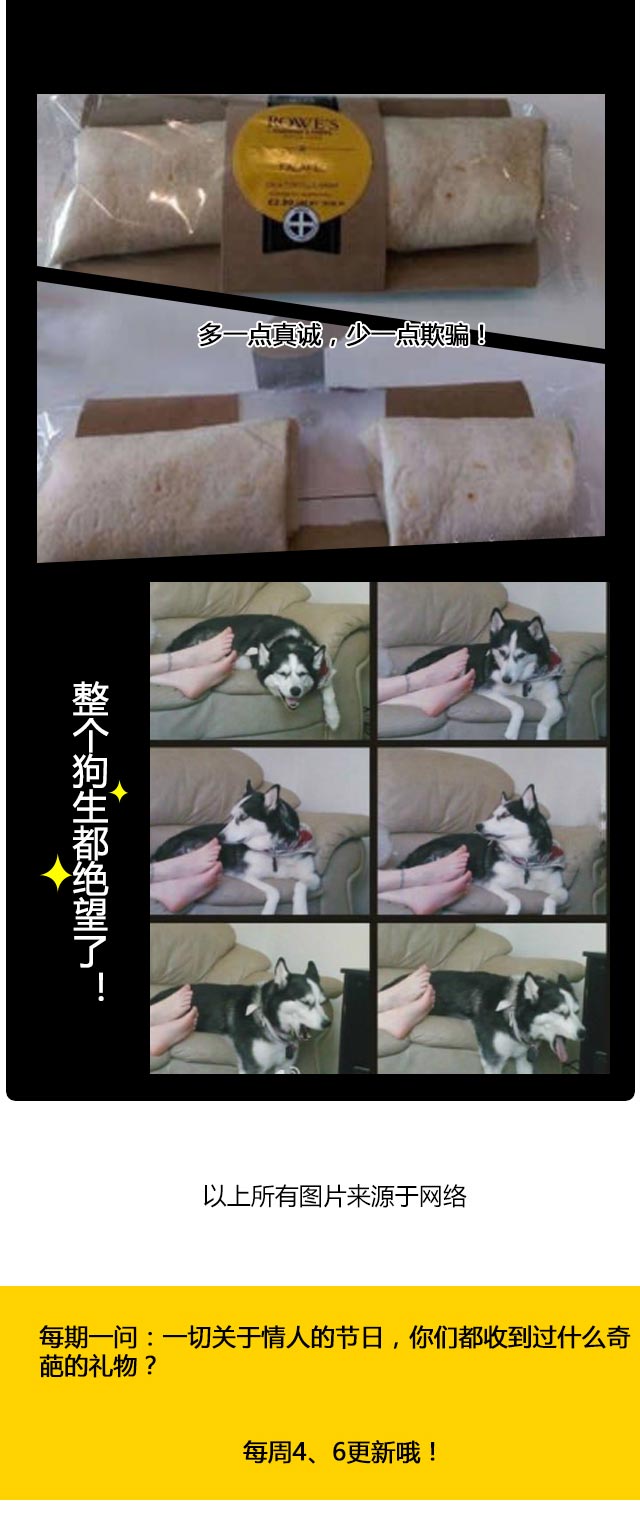 ROWE'S
FALAFEL
£2.90
多一点真诚，少一点欺骗！
整个狗生都绝望了！
以上所有图片来源于网络
每期一问：一切关于情人的节日，你们都收到过什么奇
葩的礼物？
每周4、6更新哦！